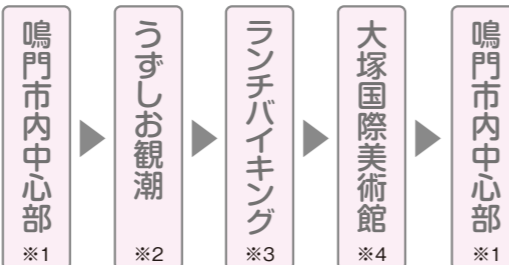 鳴門市内中心部
※1
うずしお観潮
※2
ランチバイキング
※3
大塚国際美術館
※4
鳴門市内中心部
※1